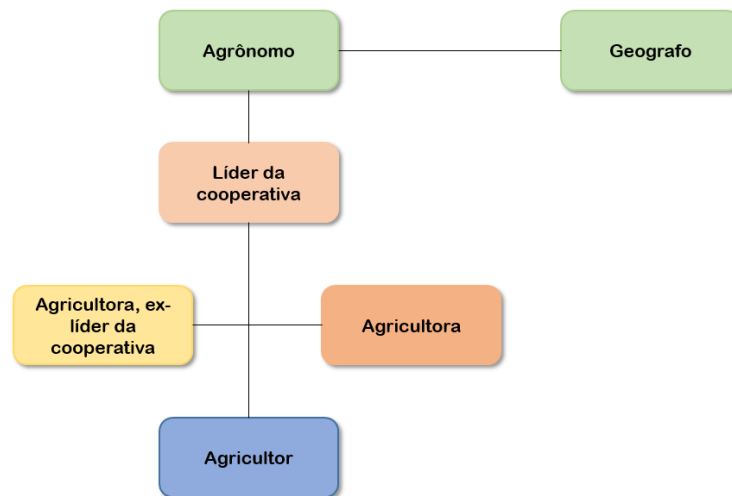 Agrônomo
Geografo
Líder da
cooperativa
Agricultora, ex-
líder da
cooperativa
Agricultora
Agricultor